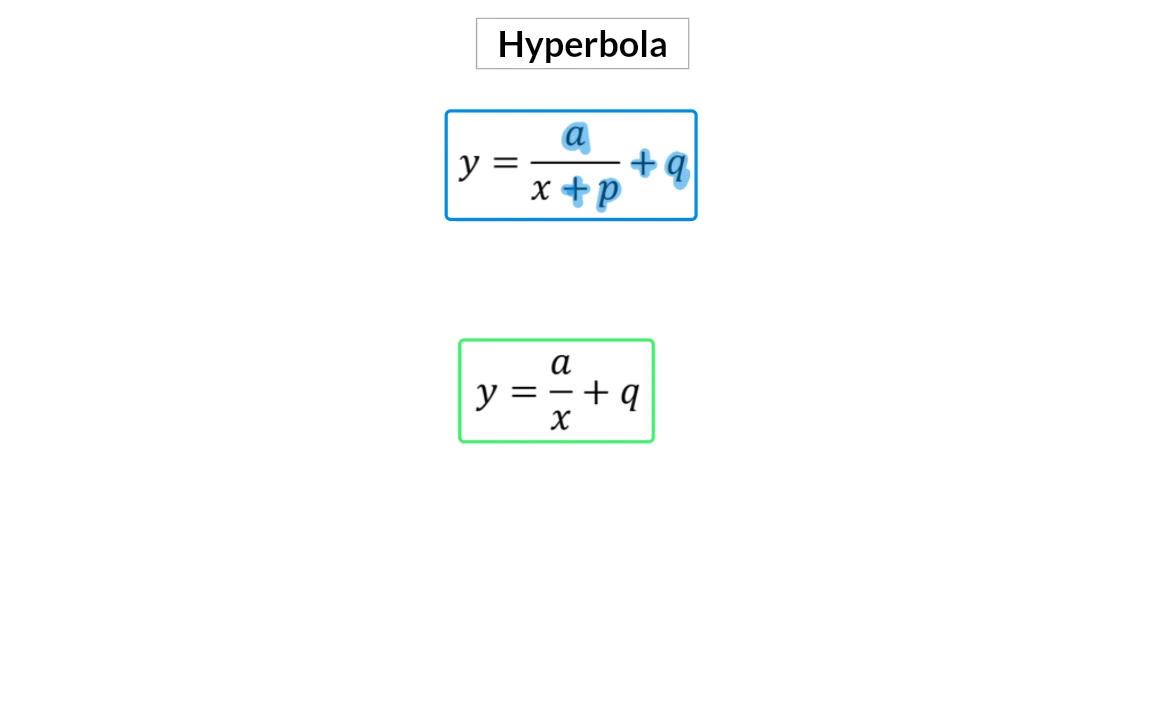 Hyperbola
y = a/(x + p) + q
y = a/x + q